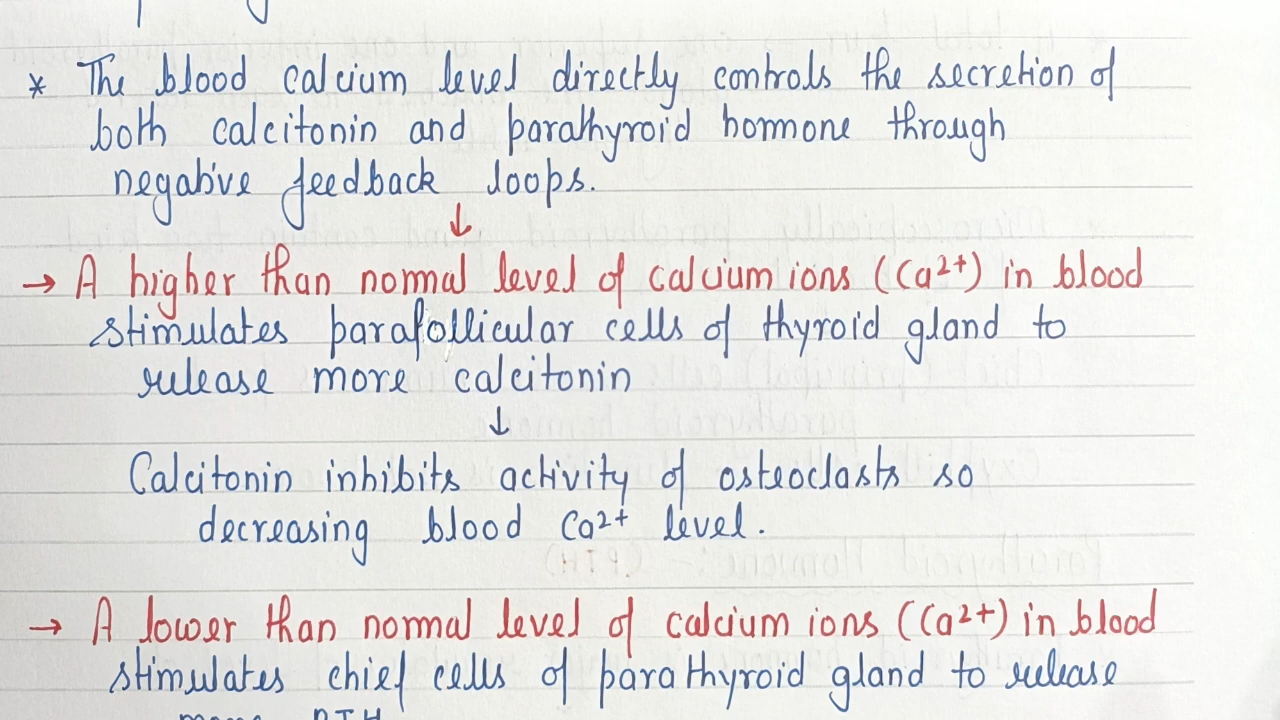 * The blood calcium level directly controls the secretion of
both calcitonin and parathyroid hormone through
negative feedback loops.
↓
→ A higher than normal level of calcium ions (Ca²⁺) in blood
stimulates parafollicular cells of thyroid gland to
release more calcitonin
↓
Calcitonin inhibits activity of osteoclasts so
decreasing blood Ca²⁺ level.
→ A lower than normal level of calcium ions (Ca²⁺) in blood
stimulates chief cells of parathyroid gland to release
more PTH